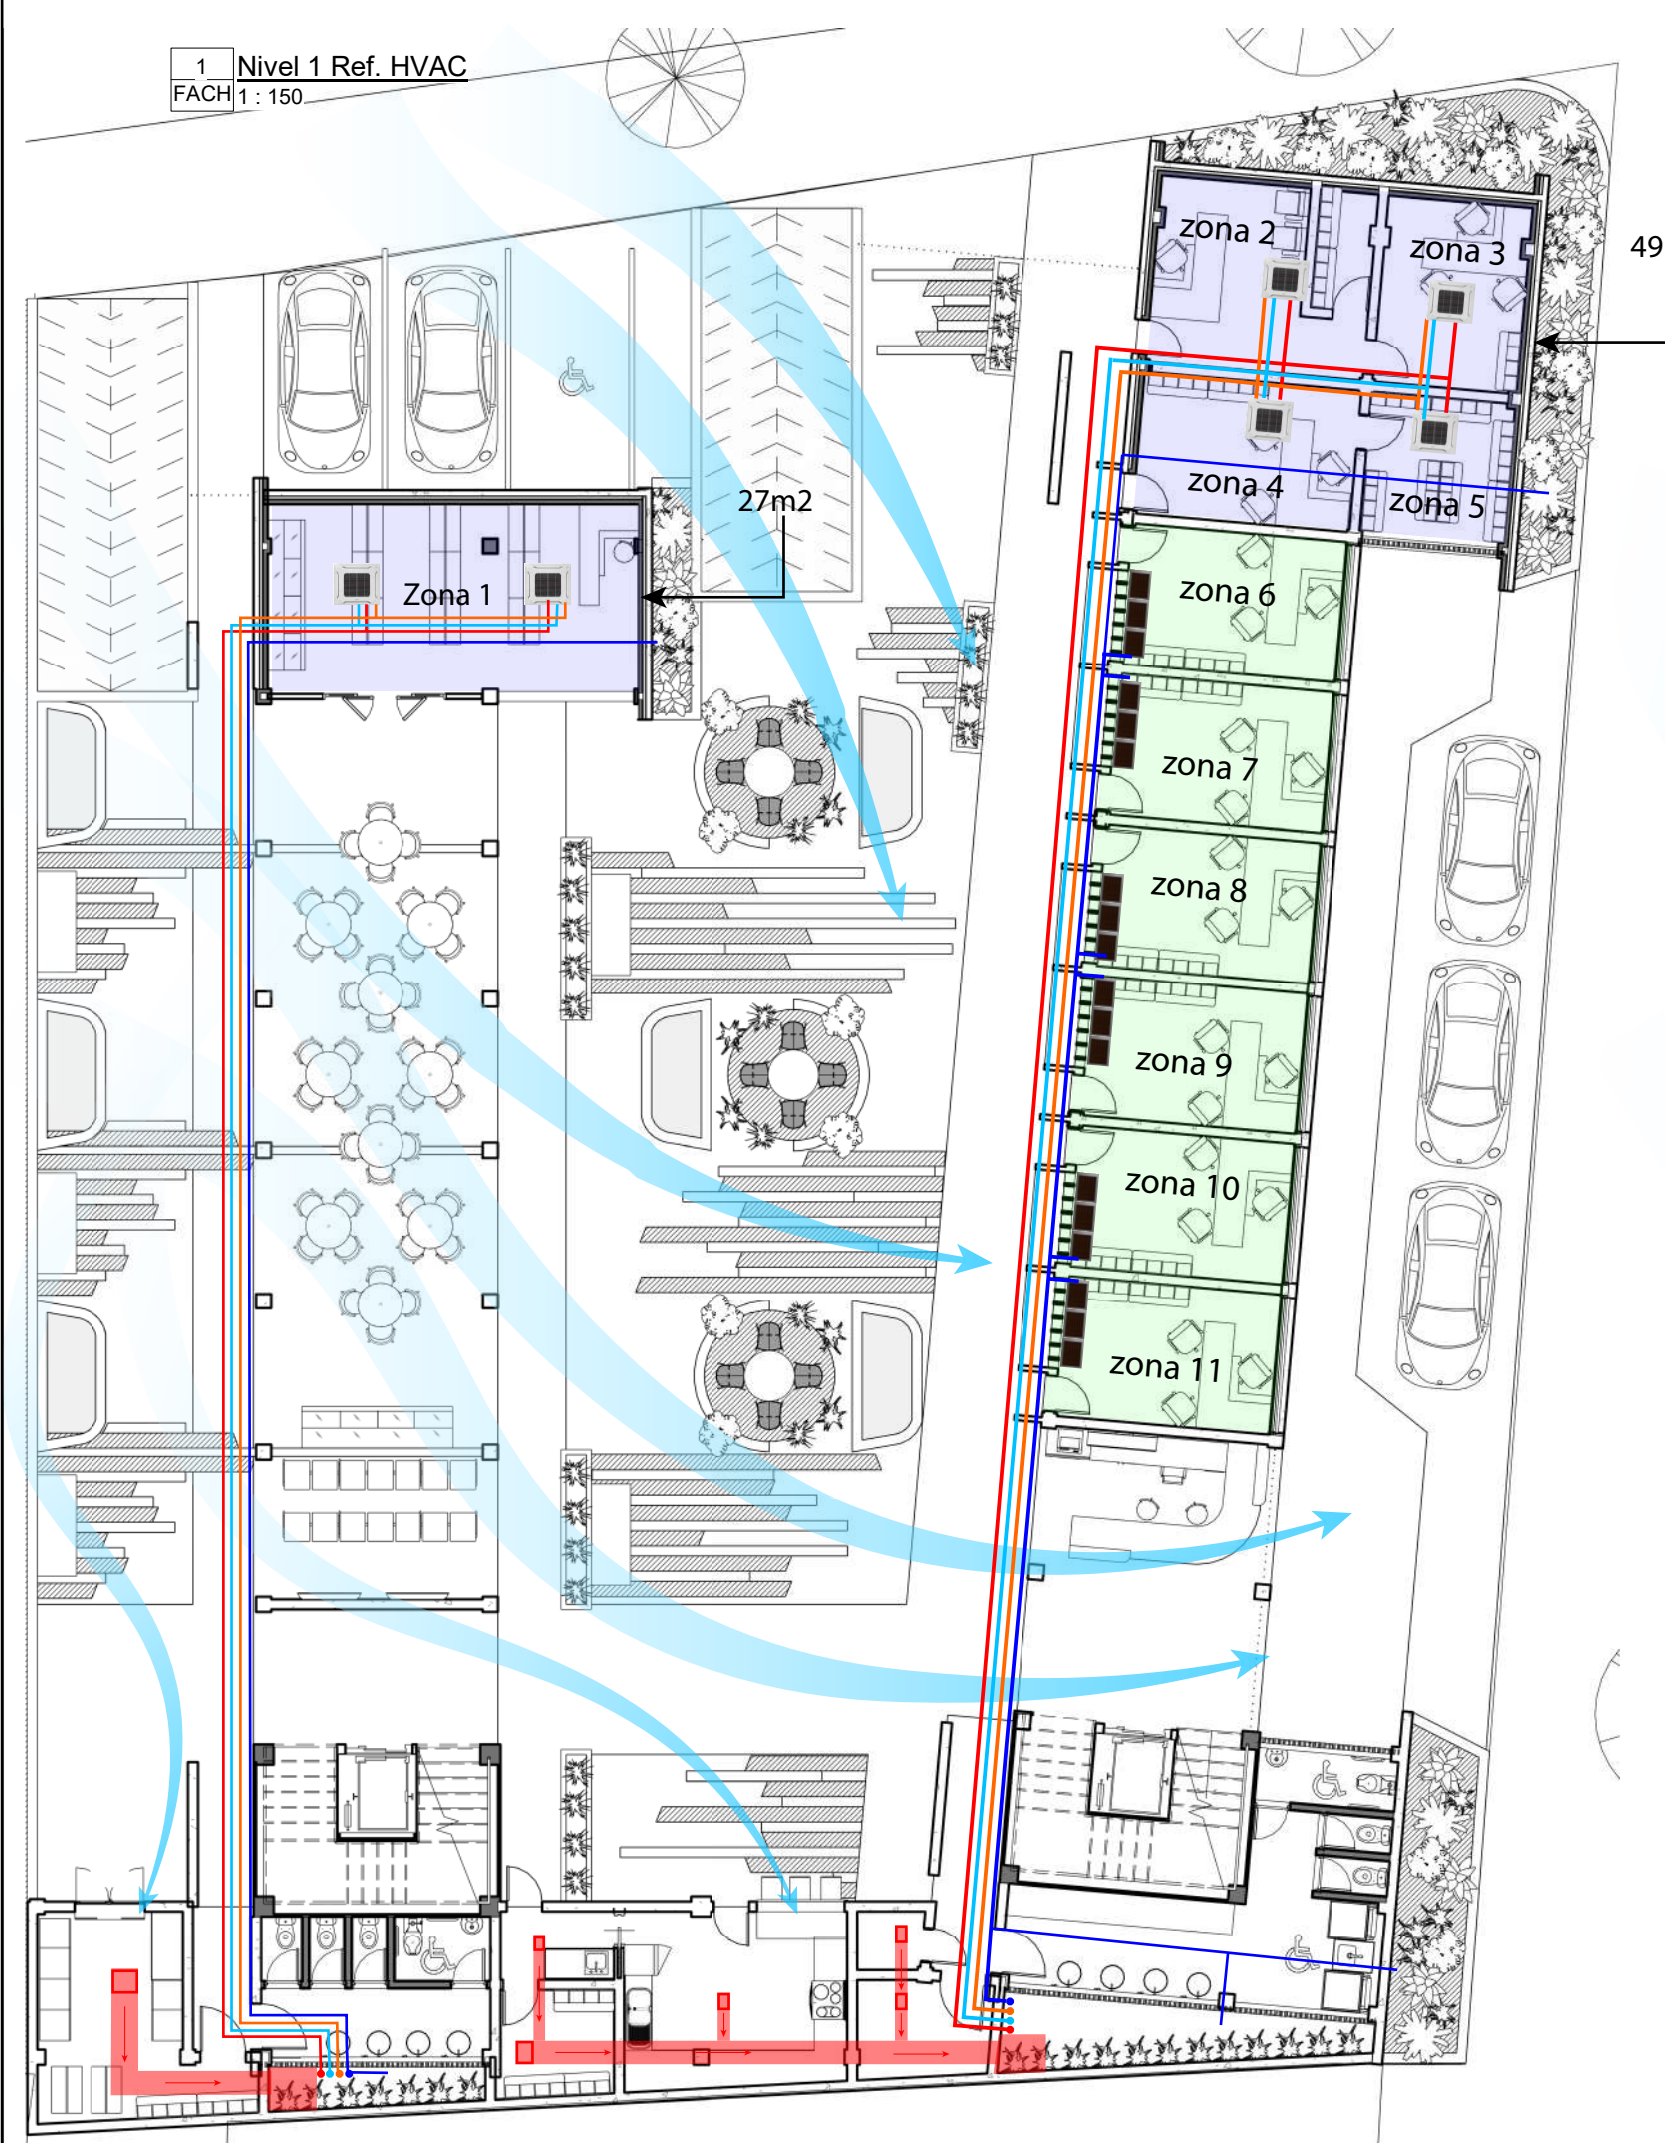 1
Nivel 1 Ref. HVAC
FACH
1 : 150
zona 2
zona 3
49
zona 4
zona 5
27m2
Zona 1
zona 6
zona 7
zona 8
zona 9
zona 10
zona 11